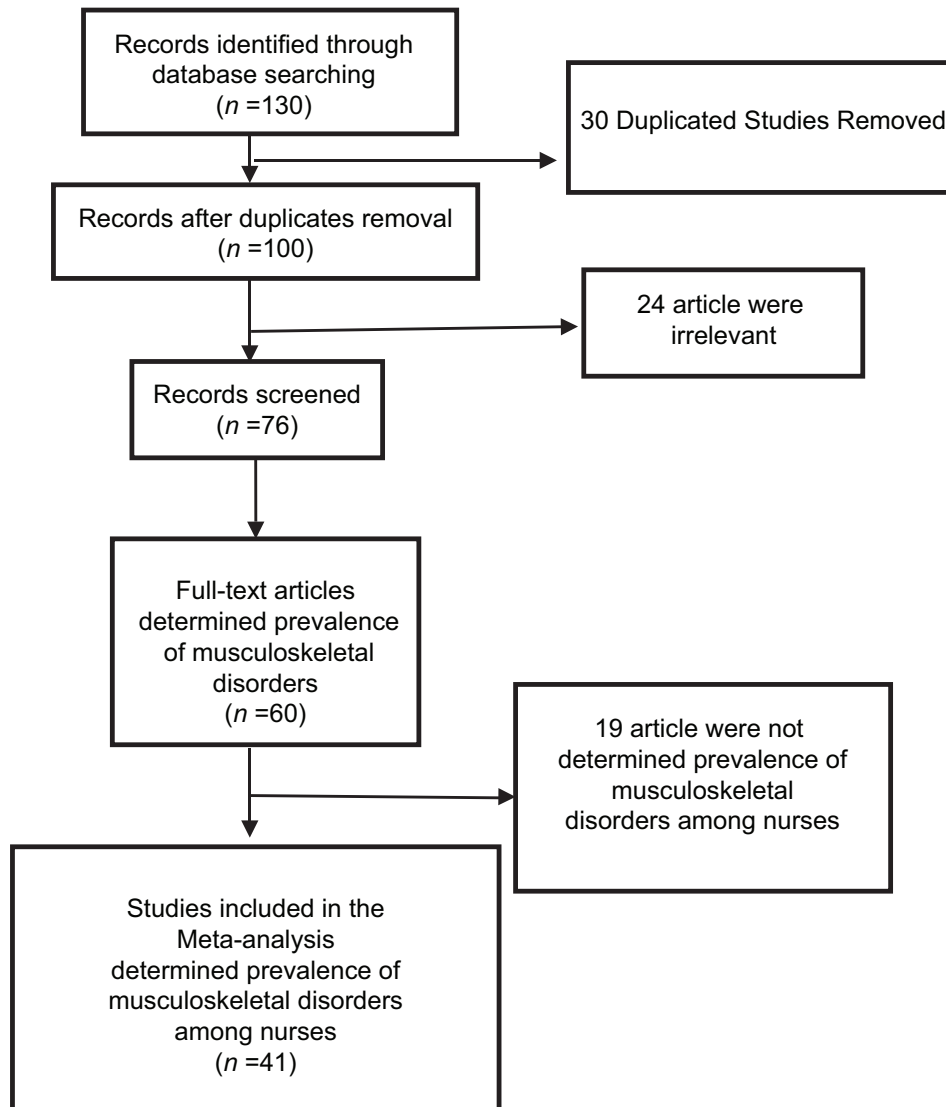 Records identified through
database searching
(n =130)
30 Duplicated Studies Removed
Records after duplicates removal
(n =100)
24 article were
irrelevant
Records screened
(n =76)
Full-text articles
determined prevalence
of musculoskeletal
disorders
(n =60)
19 article were not
determined prevalence of
musculoskeletal
disorders among nurses
Studies included in the
Meta-analysis
determined prevalence of
musculoskeletal disorders
among nurses
(n =41)